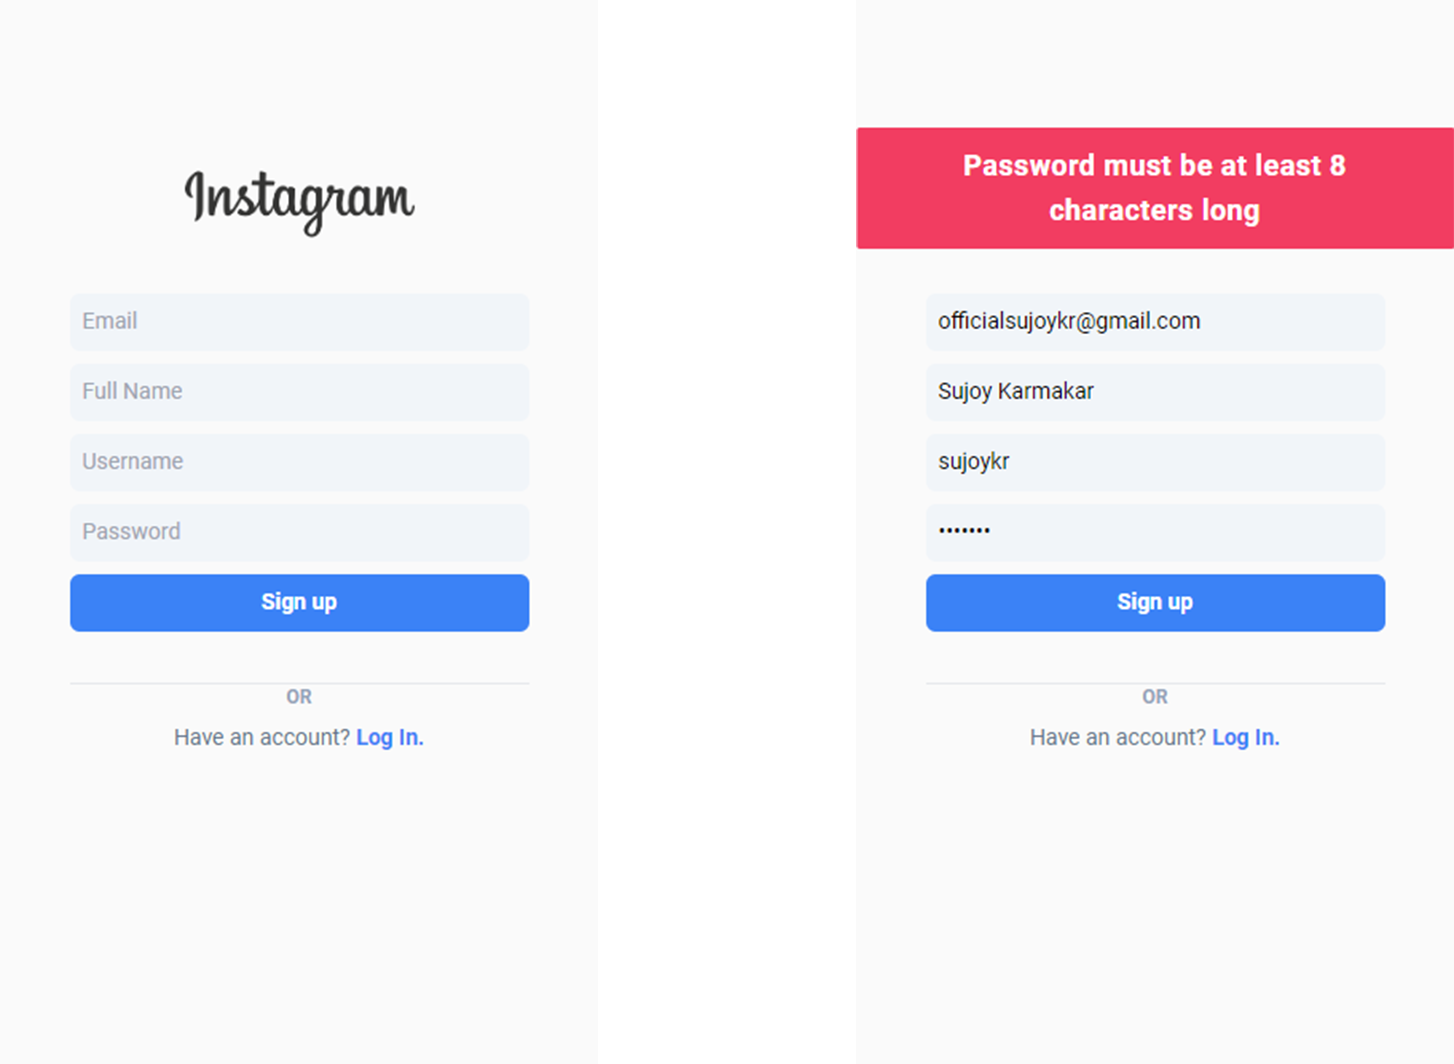 Instagram
Email
Full Name
Username
Password
Sign up
OR
Have an account? Log In.
Password must be at least 8
characters long
officialsujoykr@gmail.com
Sujoy Karmakar
sujoykr
•••••••
Sign up
OR
Have an account? Log In.